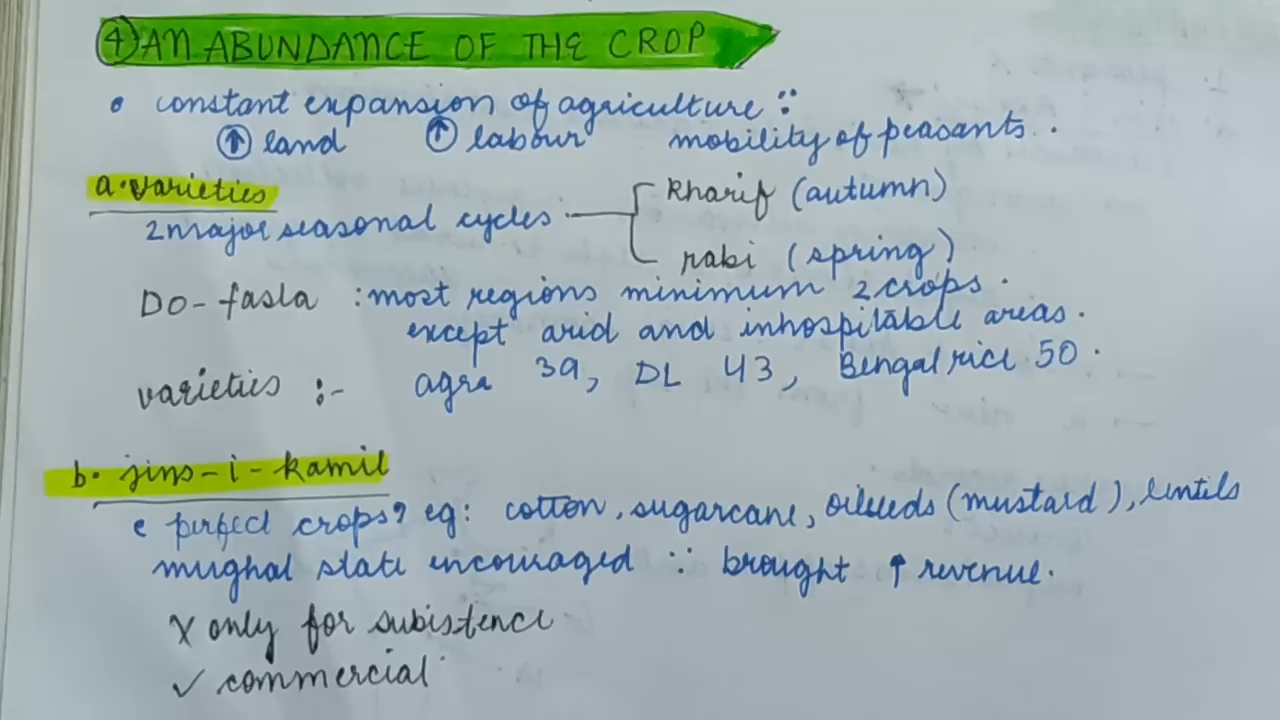 ④ AN ABUNDANCE OF THE CROP
• constant expansion of agriculture ∵
↑ land ↑ labour mobility of peasants.
a. varieties
2 major seasonal cycles — Kharif (autumn)
rabi (spring)
Do-fasla : most regions minimum 2 crops.
except arid and inhospitable areas.
varieties :- agra 39, DL 43, Bengal rice 50.
b. jins-i-kamil
'perfect crops' eg: cotton, sugarcane, oilseeds (mustard), lentils
mughal state encouraged ∵ brought ↑ revenue.
x only for subistence
✓ commercial